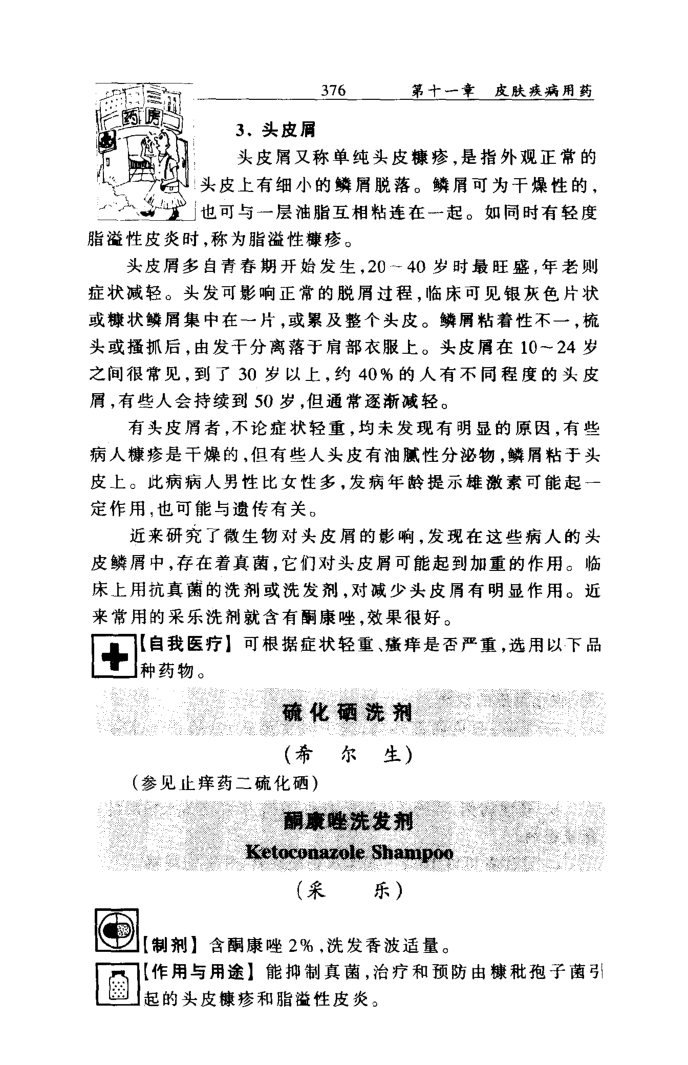 376 第十一章 皮肤疾病用药
药房
3、头皮屑
头皮屑又称单纯头皮糠疹,是指外观正常的
头皮上有细小的鳞屑脱落。鳞屑可为干燥性的,
也可与一层油脂互相粘连在一起。如同时有轻度
脂溢性皮炎时,称为脂溢性糠疹。
头皮屑多自青春期开始发生,20～40岁时最旺盛,年老则
症状减轻。头发可影响正常的脱屑过程,临床可见银灰色片状
或糠状鳞屑集中在一片,或累及整个头皮。鳞屑粘着性不一,梳
头或搔抓后,由发干分离落于肩部衣服上。头皮屑在10～24岁
之间很常见,到了30岁以上,约40%的人有不同程度的头皮
屑,有些人会持续到50岁,但通常逐渐减轻。
有头皮屑者,不论症状轻重,均未发现有明显的原因,有些
病人糠疹是干燥的,但有些人头皮有油腻性分泌物,鳞屑粘于头
皮上。此病病人男性比女性多,发病年龄提示雄激素可能起一
定作用,也可能与遗传有关。
近来研究了微生物对头皮屑的影响,发现在这些病人的头
皮鳞屑中,存在着真菌,它们对头皮屑可能起到加重的作用。临
床上用抗真菌的洗剂或洗发剂,对减少头皮屑有明显作用。近
来常用的采乐洗剂就含有酮康唑,效果很好。
【自我医疗】可根据症状轻重、瘙痒是否严重,选用以下品
种药物。
硫化硒洗剂
(希尔生)
(参见止痒药二硫化硒)
酮康唑洗发剂
Ketoconazole Shampoo
(采乐)
【制剂】含酮康唑2%,洗发香波适量。
【作用与用途】能抑制真菌,治疗和预防由糠秕孢子菌引
起的头皮糠疹和脂溢性皮炎。